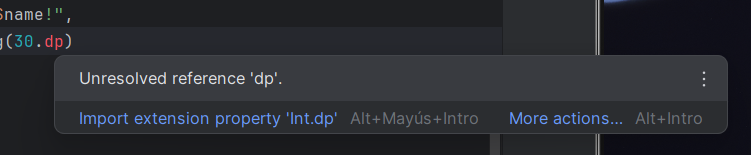 $name!",
g(30.dp)
Unresolved reference 'dp'.
Import extension property 'Int.dp' Alt+Mayús+Intro More actions... Alt+Intro